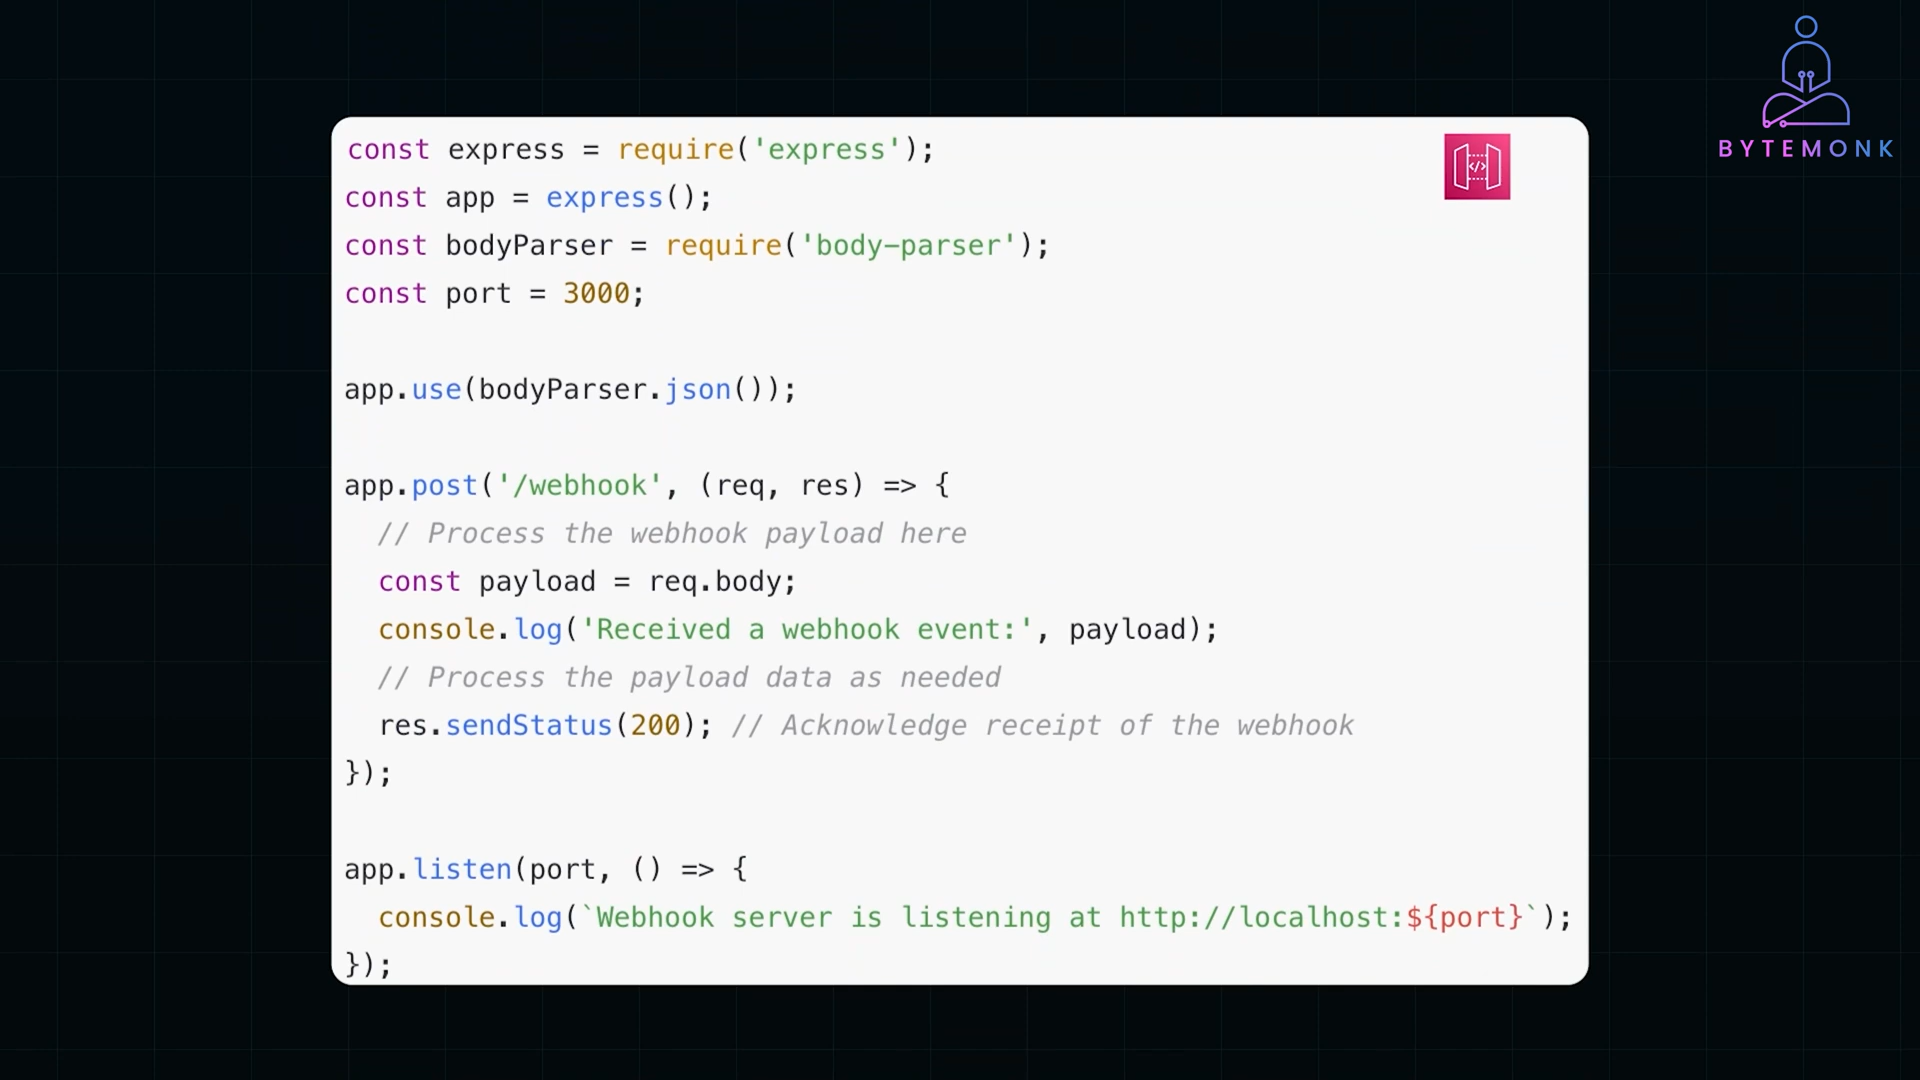 const express = require('express');
const app = express();
const bodyParser = require('body-parser');
const port = 3000;
app.use(bodyParser.json());
app.post('/webhook', (req, res) => {
  // Process the webhook payload here
  const payload = req.body;
  console.log('Received a webhook event:', payload);
  // Process the payload data as needed
  res.sendStatus(200); // Acknowledge receipt of the webhook
});
app.listen(port, () => {
  console.log(`Webhook server is listening at http://localhost:${port}`);
});
</>
BYTEMONK